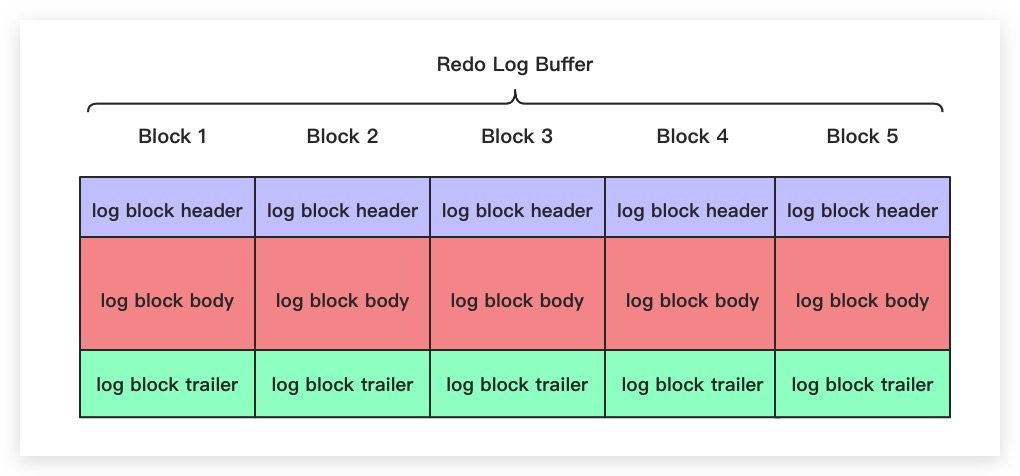 Redo Log Buffer
Block 1 Block 2 Block 3 Block 4 Block 5
log block header log block header log block header log block header log block header
log block body log block body log block body log block body log block body
log block trailer log block trailer log block trailer log block trailer log block trailer